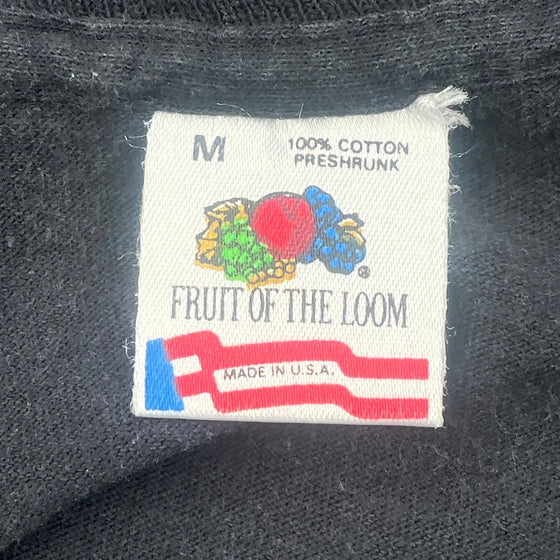 M
100% COTTON
PRESHRUNK
®
FRUIT OF THE LOOM
MADE IN U.S.A.